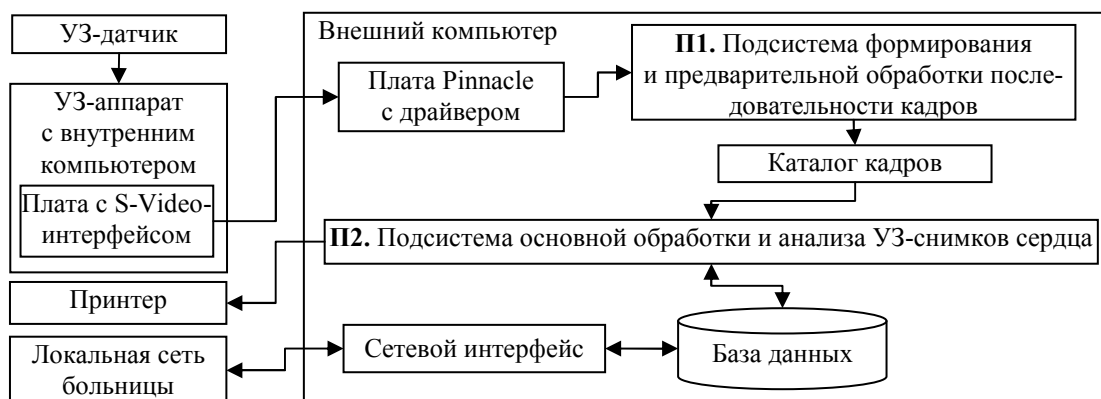 УЗ-датчик
УЗ-аппарат
с внутренним
компьютером
Плата с S-Video-
интерфейсом
Принтер
Локальная сеть
больницы
Внешний компьютер
Плата Pinnacle
с драйвером
П1. Подсистема формирования
и предварительной обработки после-
довательности кадров
Каталог кадров
П2. Подсистема основной обработки и анализа УЗ-снимков сердца
Сетевой интерфейс
База данных